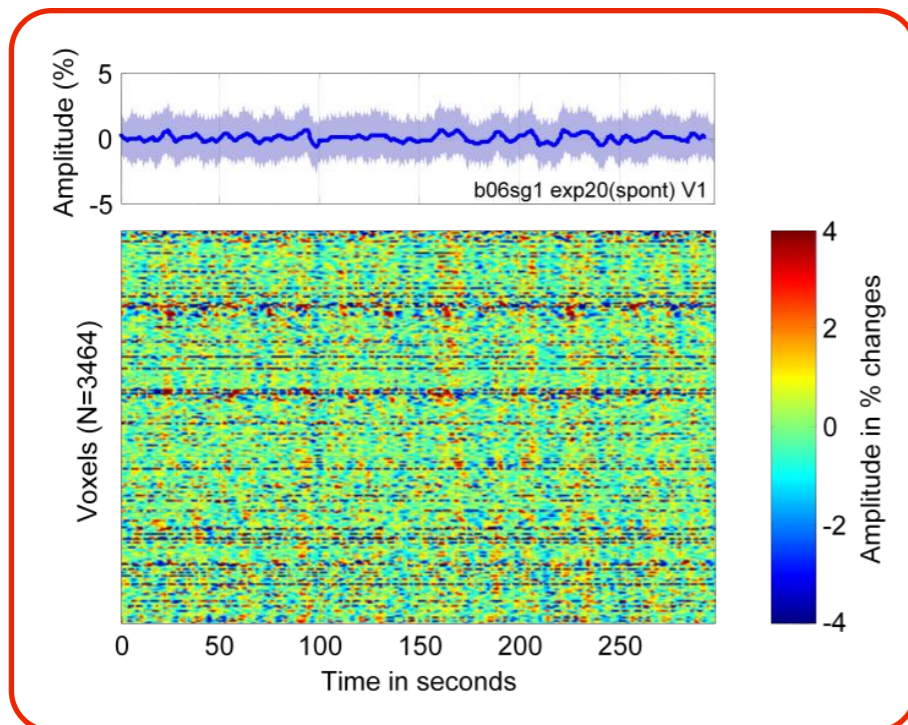 Amplitude (%)
5
0
-5
b06sg1 exp20(spont) V1
Voxels (N=3464)
0
50
100
150
200
250
Time in seconds
4
2
0
-2
-4
Amplitude in % changes